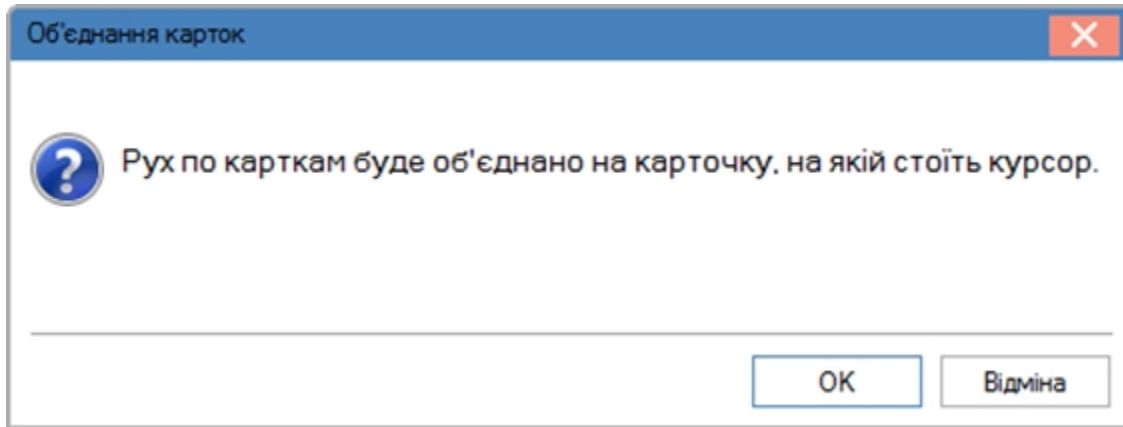 Об'єднання карток
Рух по карткам буде об'єднано на карточку, на якій стоїть курсор.
OK
Відміна